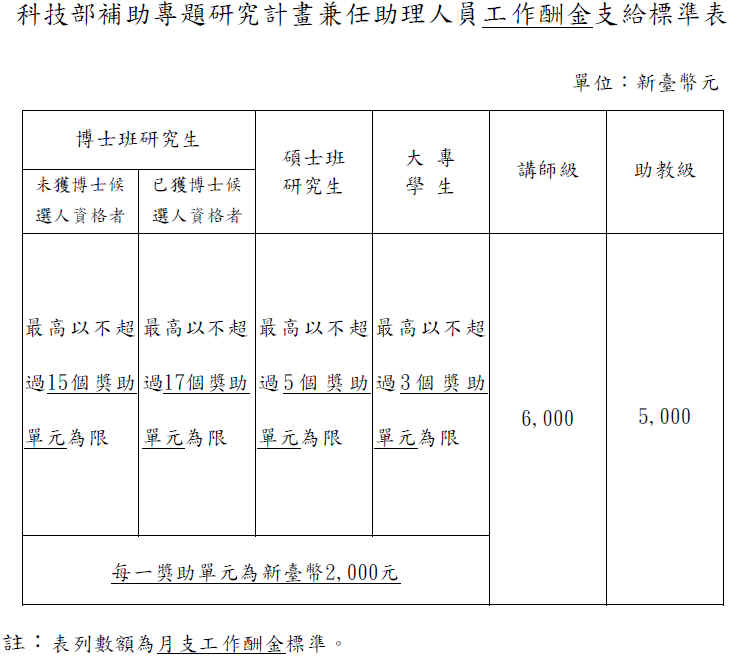 科技部補助專題研究計畫兼任助理人員工作酬金支給標準表
單位：新臺幣元
博士班研究生
碩士班
研究生
大專
學生
講師級
助教級
未獲博士候
選人資格者
已獲博士候
選人資格者
最高以不超
過15個獎助
單元為限
最高以不超
過17個獎助
單元為限
最高以不超
過5個獎助
單元為限
最高以不超
過3個獎助
單元為限
6,000
5,000
每一獎助單元為新臺幣2,000元
註：表列數額為月支工作酬金標準。